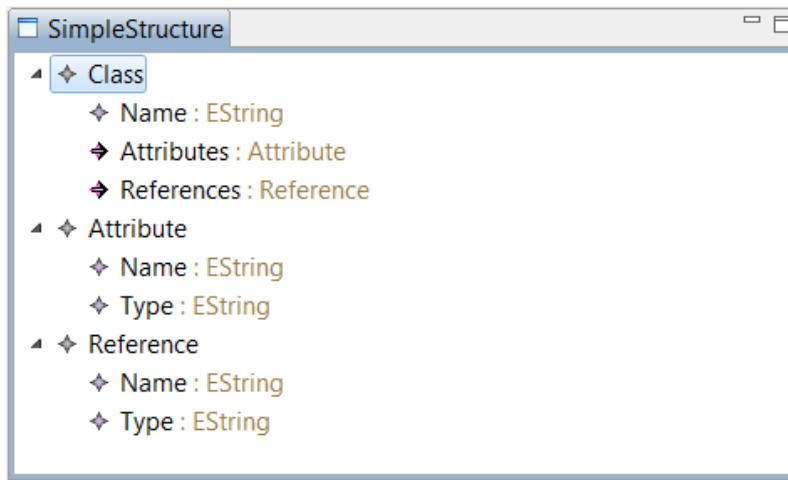 SimpleStructure
Class
Name : EString
Attributes : Attribute
References : Reference
Attribute
Name : EString
Type : EString
Reference
Name : EString
Type : EString